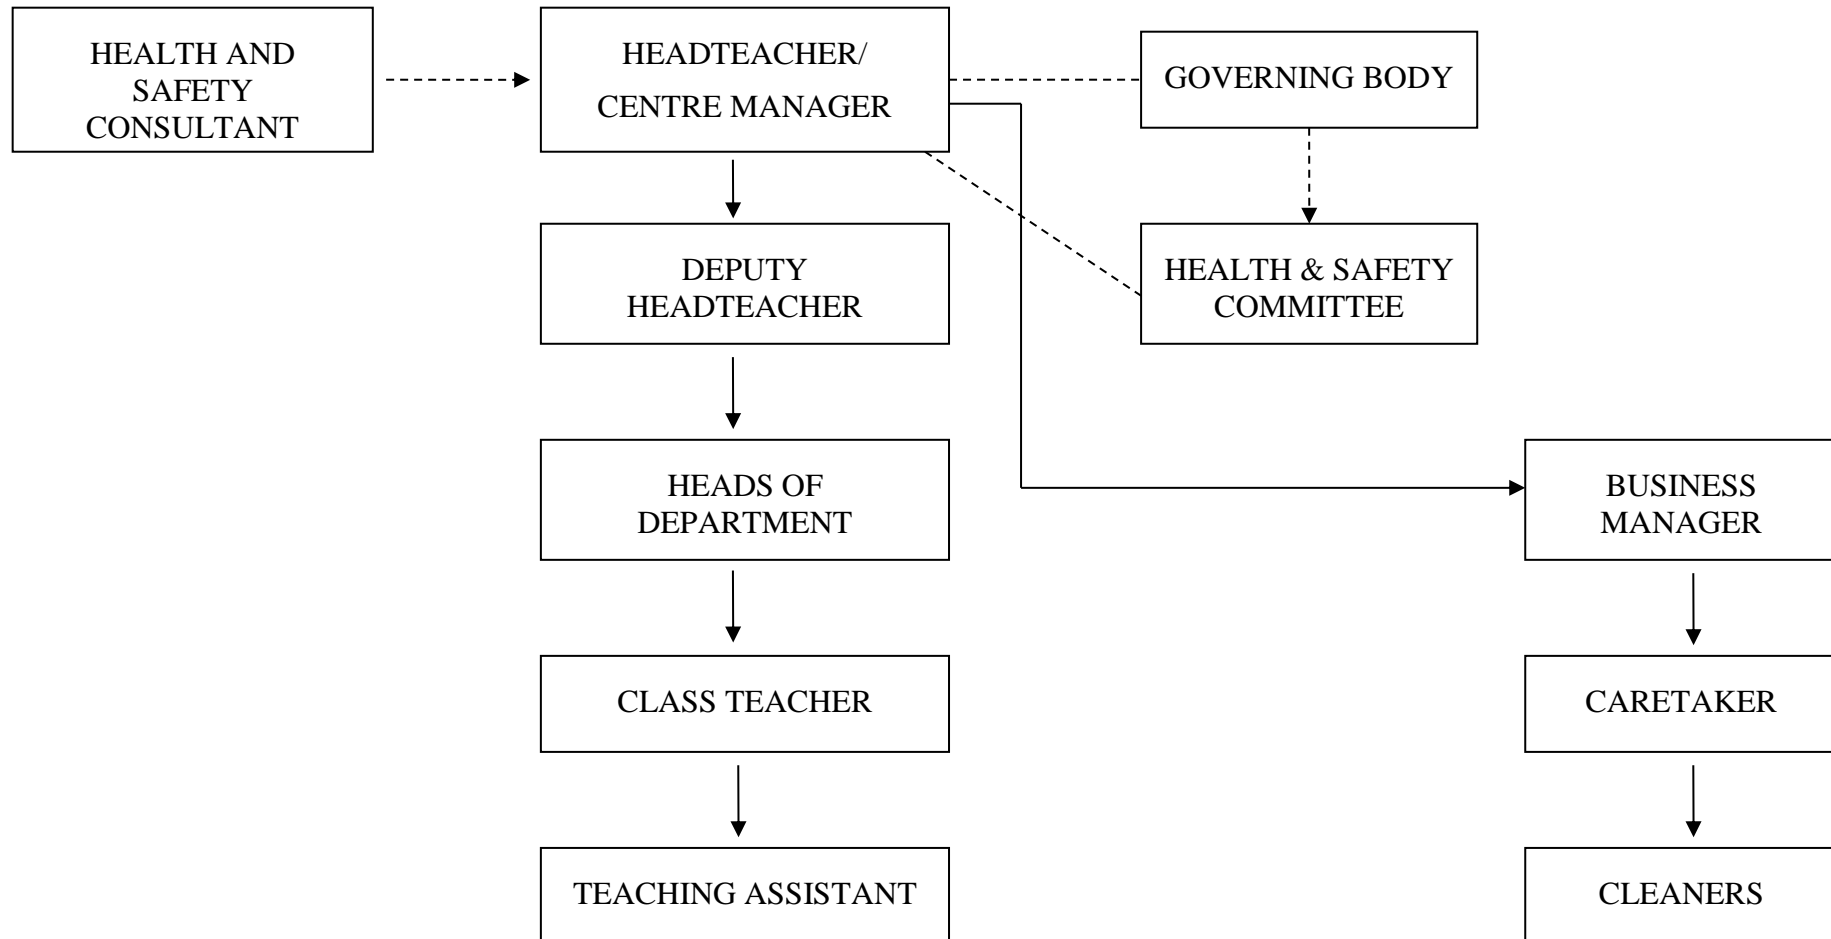 HEALTH AND
SAFETY
CONSULTANT
HEADTEACHER/
CENTRE MANAGER
GOVERNING BODY
DEPUTY
HEADTEACHER
HEALTH & SAFETY
COMMITTEE
HEADS OF
DEPARTMENT
BUSINESS
MANAGER
CLASS TEACHER
CARETAKER
TEACHING ASSISTANT
CLEANERS